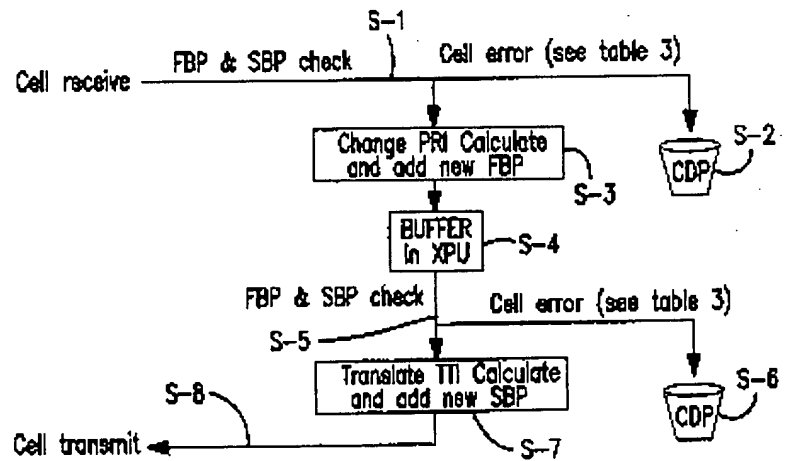 S-1
FBP & SBP check
Cell error (see table 3)
Cell receive
S-2
CDP
Change PRI Calculate
and add new FBP
S-3
BUFFER
in XPU
S-4
FBP & SBP check
Cell error (see table 3)
S-5
Translate TTI Calculate
and add new SBP
S-6
CDP
S-8
S-7
Cell transmit